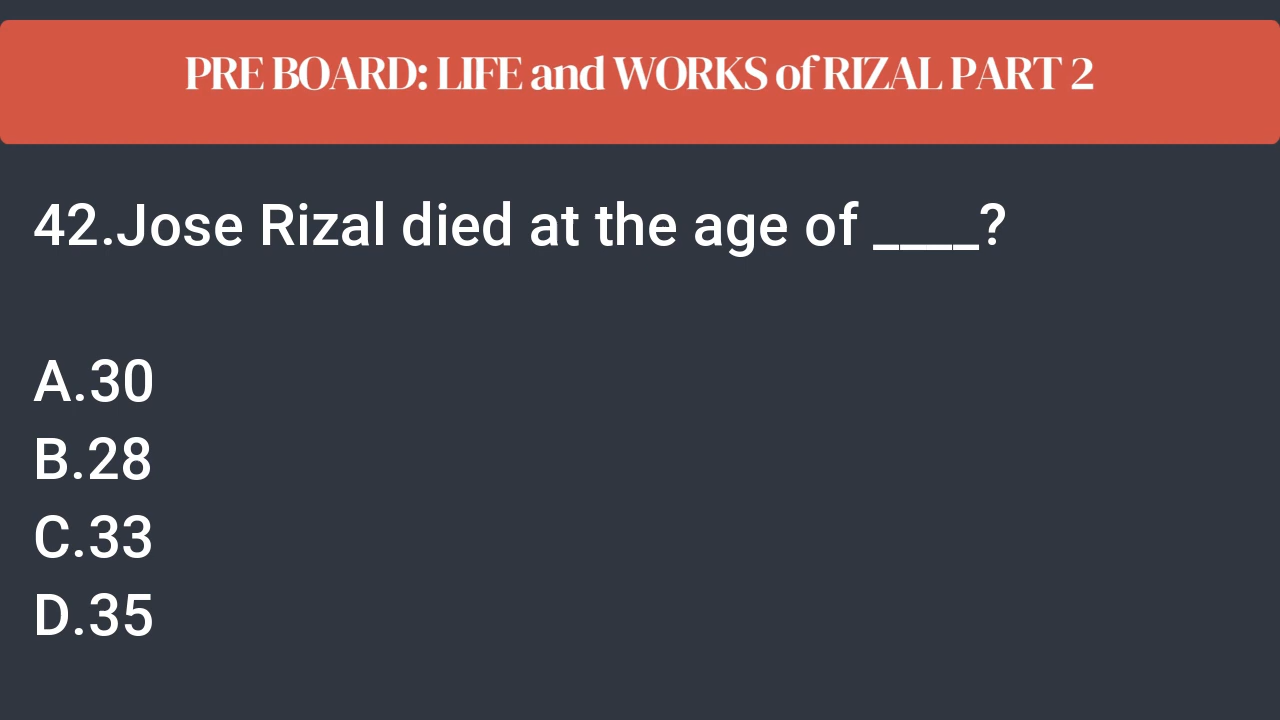 PRE BOARD: LIFE and WORKS of RIZAL PART 2
42.Jose Rizal died at the age of ____?
A.30
B.28
C.33
D.35